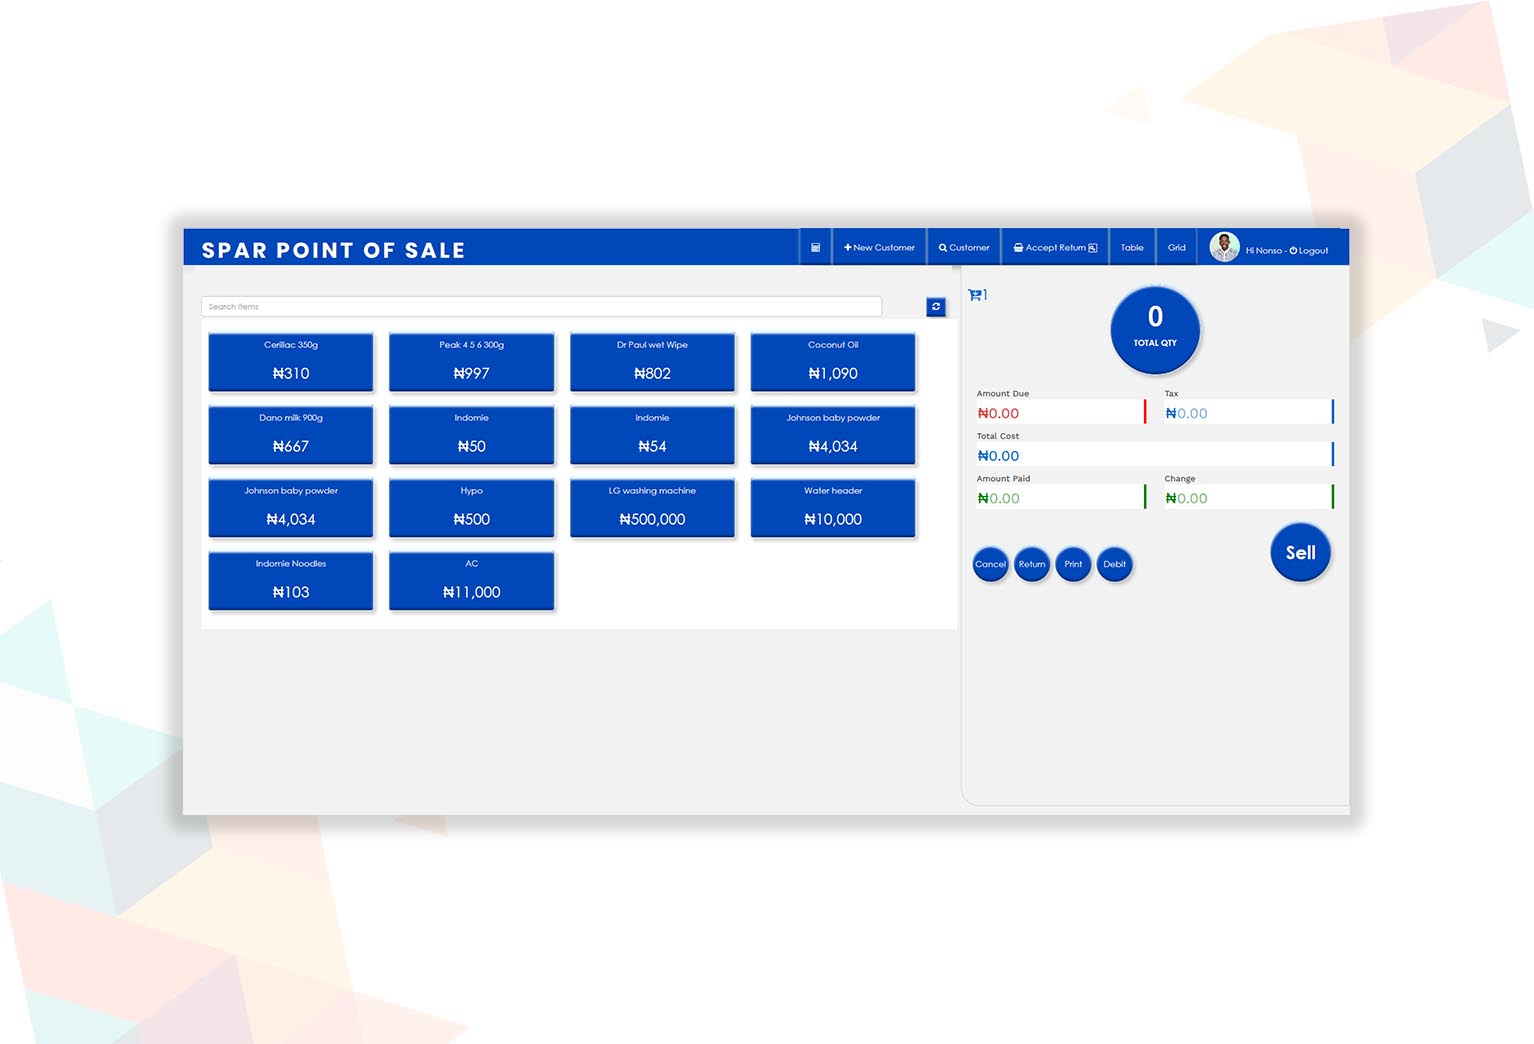 SPAR POINT OF SALE
New Customer
Customer
Accept Return
Table
Grid
Hi Nonso - Logout
Search Items
Cerillac 350g
₦310
Peak 4 5 6 300g
₦997
Dr Paul wet Wipe
₦802
Coconut Oil
₦1,090
Dano milk 900g
₦667
Indomie
₦50
Indomie
₦54
Johnson baby powder
₦4,034
Johnson baby powder
₦4,034
Hypo
₦500
LG washing machine
₦500,000
Water header
₦10,000
Indomie Noodles
₦103
AC
₦11,000
1
0
TOTAL QTY
Amount Due
₦0.00
Tax
₦0.00
Total Cost
₦0.00
Amount Paid
₦0.00
Change
₦0.00
Cancel
Return
Print
Debit
Sell